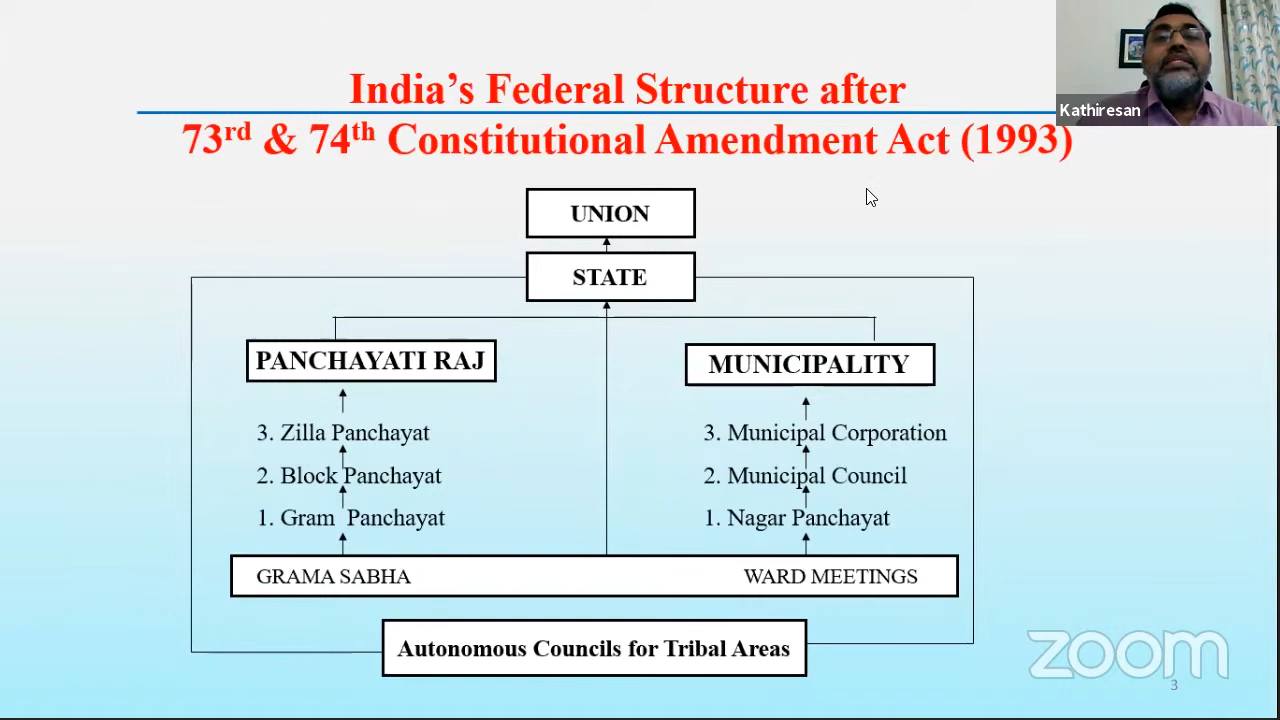 India's Federal Structure after
73rd & 74th Constitutional Amendment Act (1993)
Kathiresan
UNION
STATE
PANCHAYATI RAJ
MUNICIPALITY
3. Zilla Panchayat
3. Municipal Corporation
2. Block Panchayat
2. Municipal Council
1. Gram Panchayat
1. Nagar Panchayat
GRAMA SABHA
WARD MEETINGS
Autonomous Councils for Tribal Areas
zoom
3